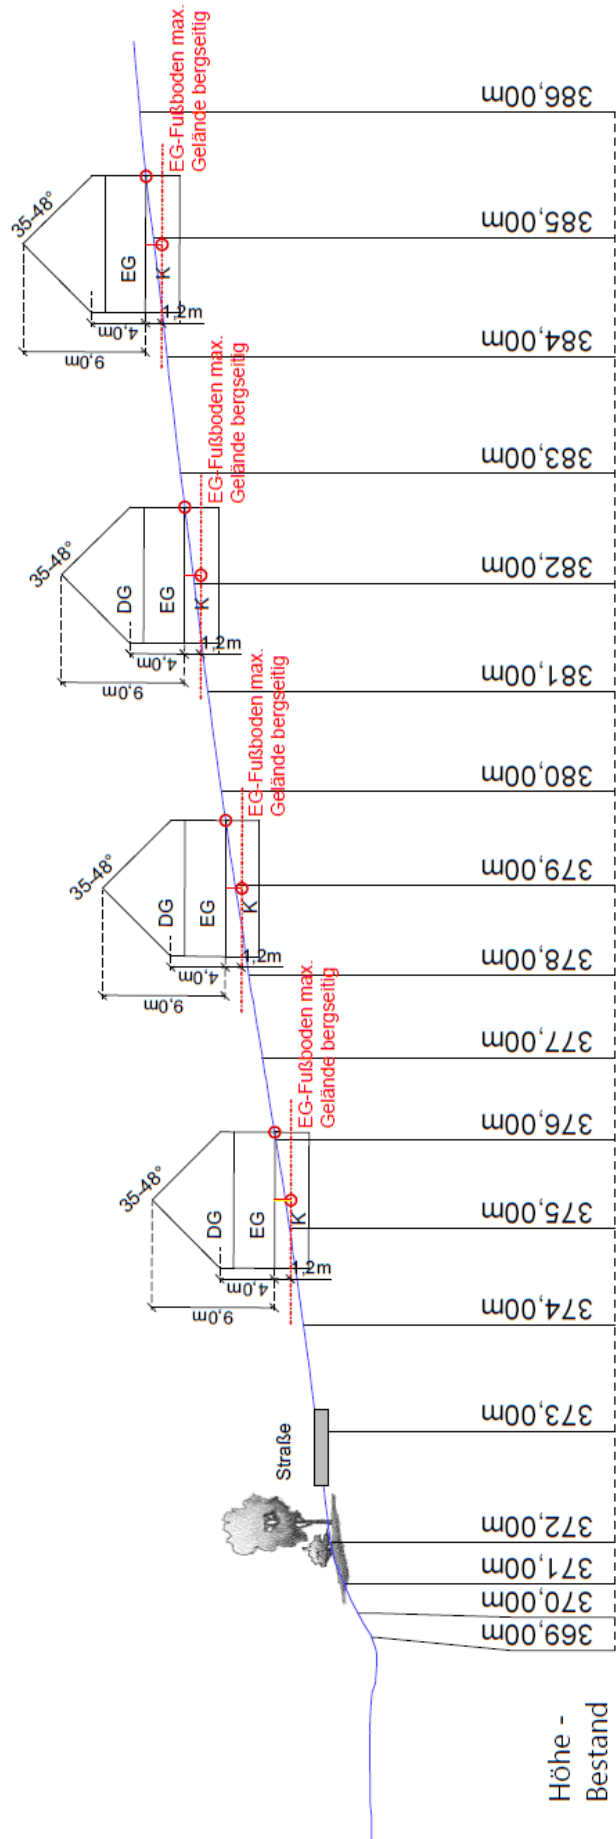 Höhe -
Bestand
369,00m
370,00m
371,00m
372,00m
373,00m
374,00m
375,00m
376,00m
377,00m
378,00m
379,00m
380,00m
381,00m
382,00m
383,00m
384,00m
385,00m
386,00m
Straße
35-48°
DG
EG
K
9,0m
4,0m
1,2m
EG-Fußboden max.
Gelände bergseitig
35-48°
DG
EG
K
9,0m
4,0m
1,2m
EG-Fußboden max.
Gelände bergseitig
35-48°
DG
EG
K
9,0m
4,0m
1,2m
EG-Fußboden max.
Gelände bergseitig
35-48°
EG
K
9,0m
4,0m
1,2m
EG-Fußboden max.
Gelände bergseitig